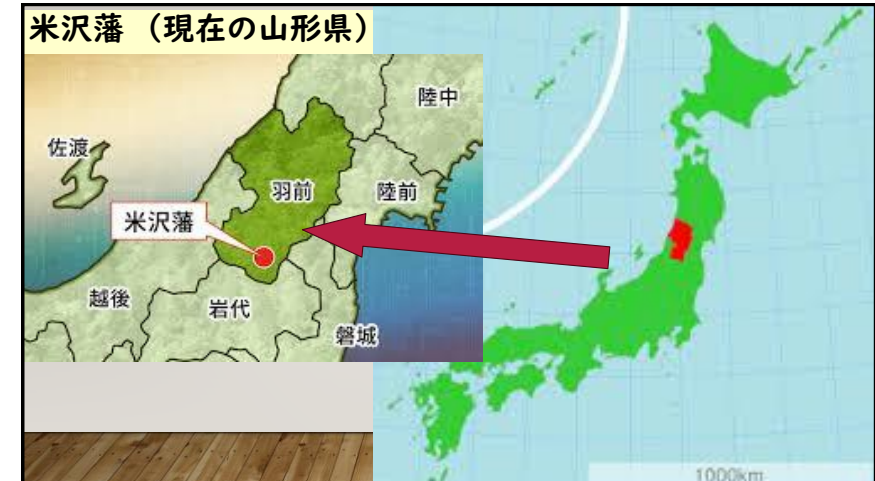 米沢藩 (現在の山形県)
陸中
佐渡
羽前
陸前
米沢藩
越後
岩代
磐城
1000km